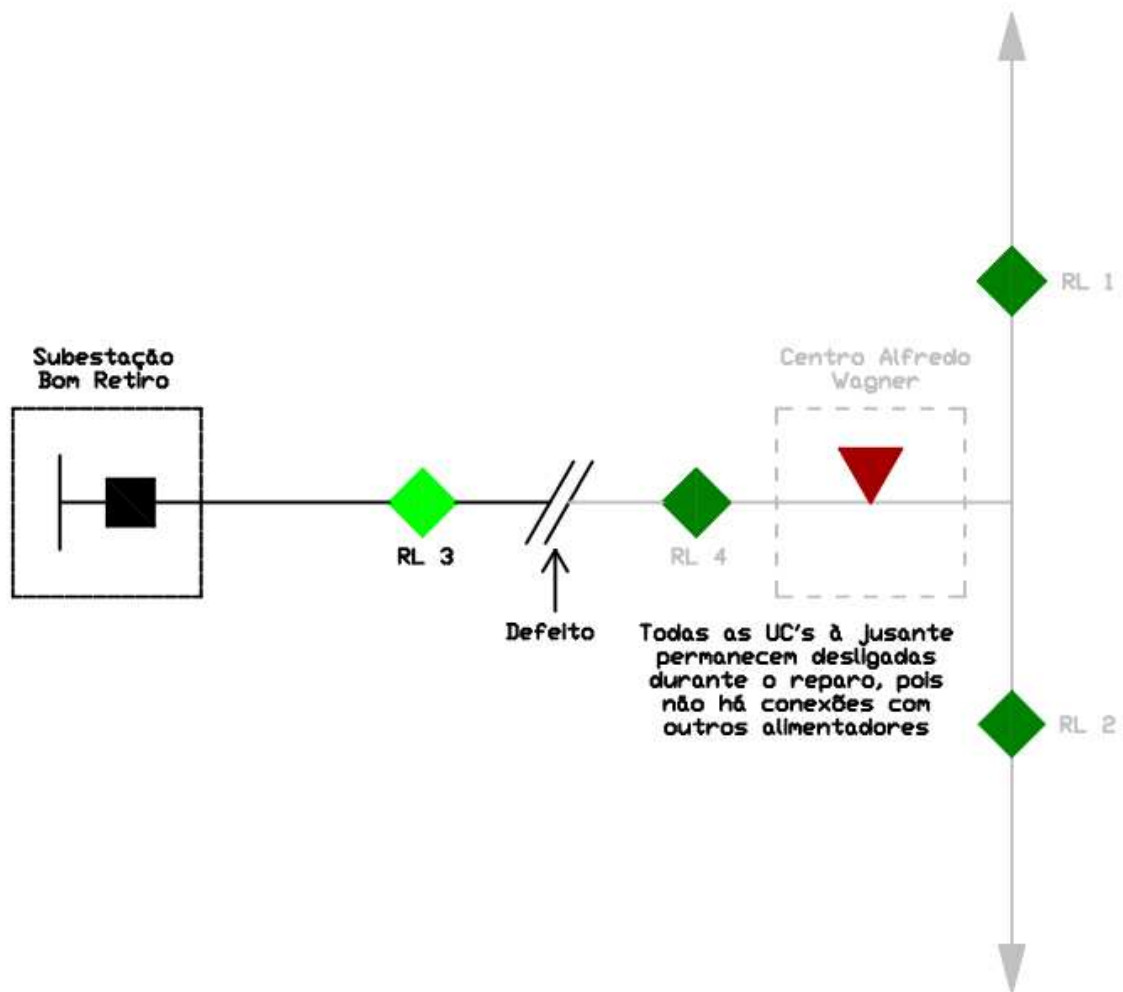 RL 1
Subestação
Bom Retiro
Centro Alfredo
Wagner
RL 3
RL 4
Defeito
Todas as UC's à jusante
permanecem desligadas
durante o reparo, pois
não há conexões com
outros alimentadores
RL 2